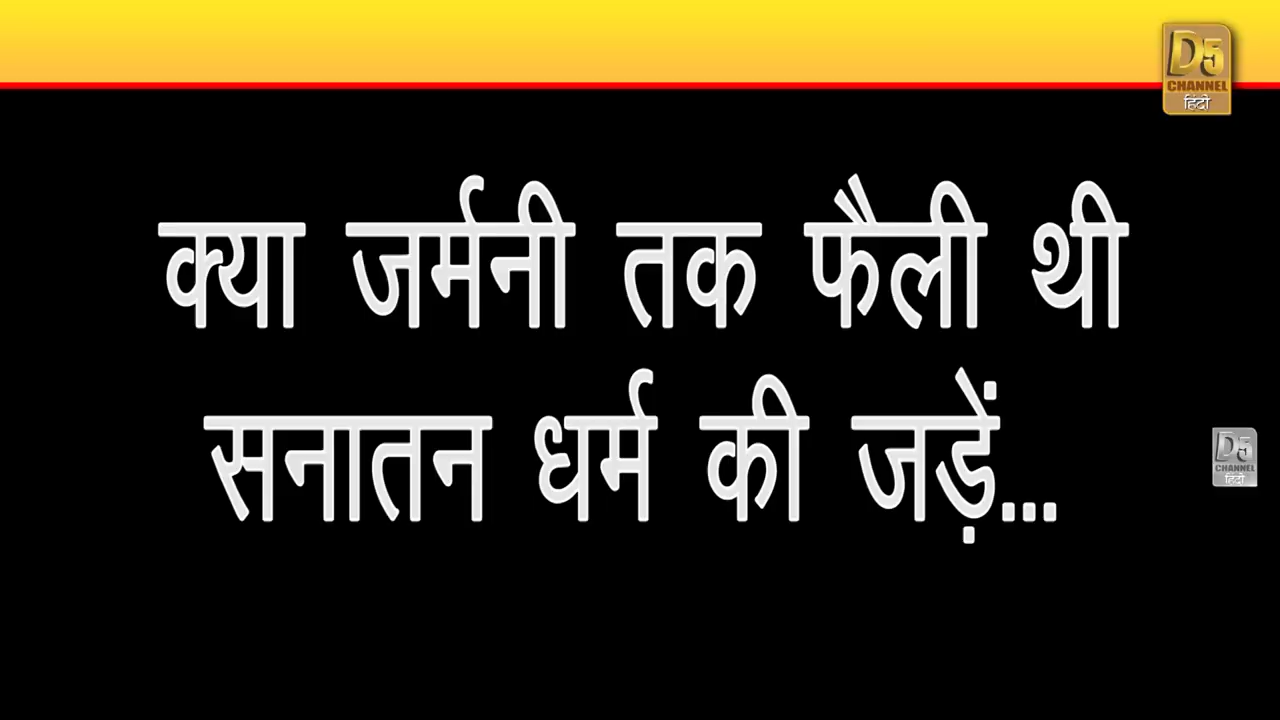 D5
CHANNEL
हिंदी
क्या जर्मनी तक फैली थी
सनातन धर्म की जड़ें...
D5
CHANNEL
हिंदी